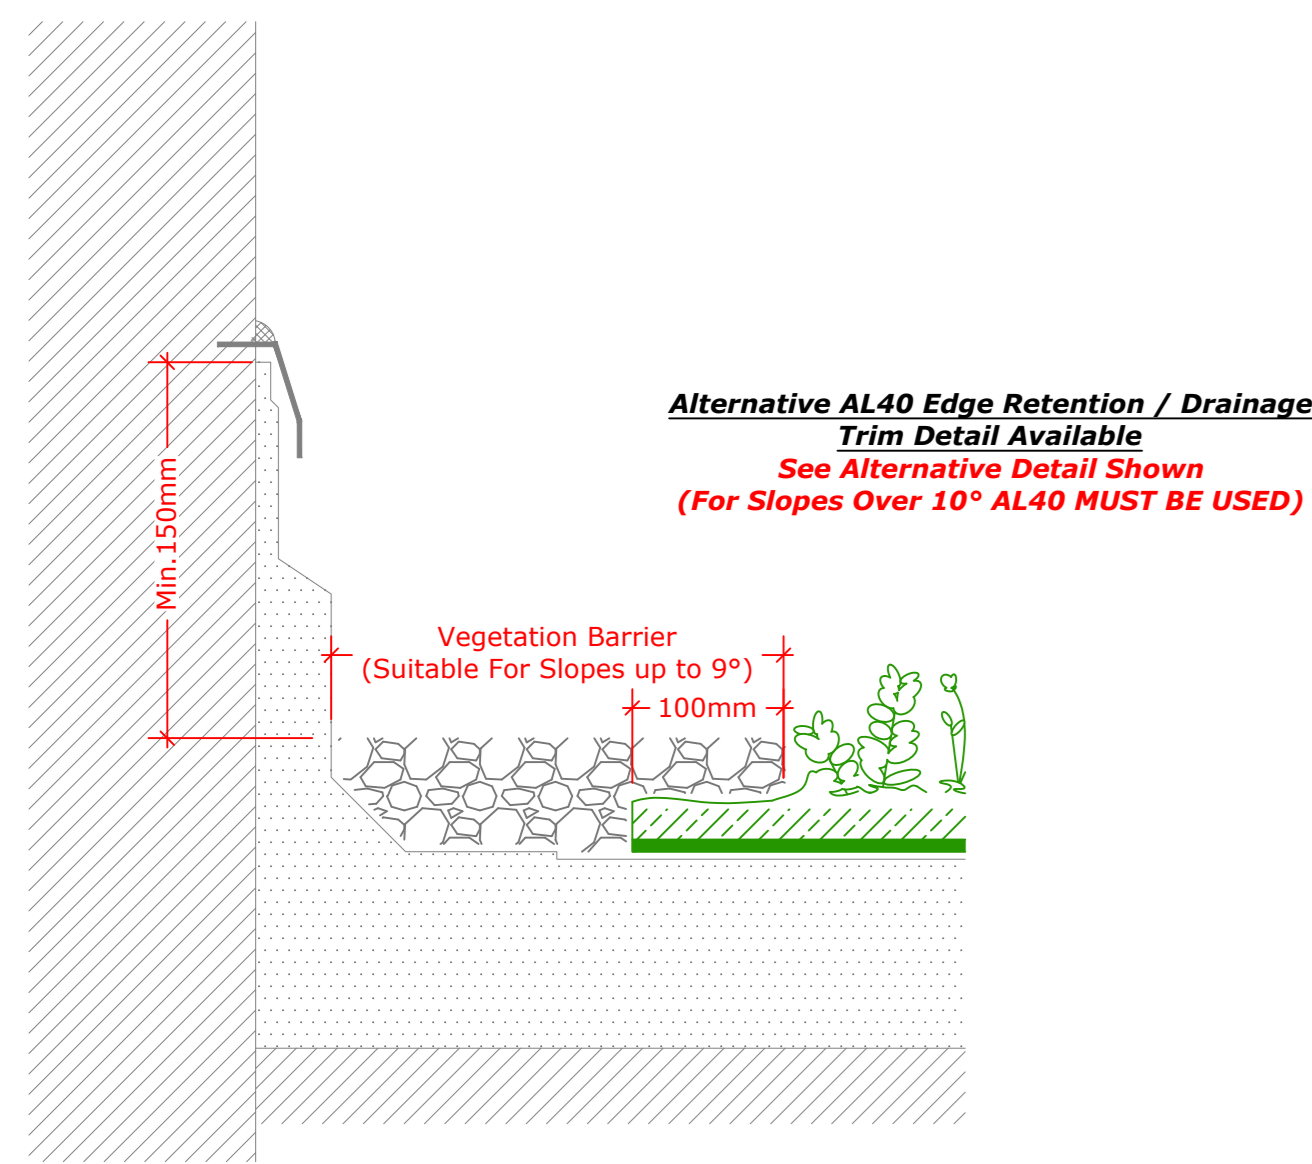 Alternative AL40 Edge Retention / Drainage
Trim Detail Available
See Alternative Detail Shown
(For Slopes Over 10° AL40 MUST BE USED)
Min.150mm
Vegetation Barrier
(Suitable For Slopes up to 9°)
100mm